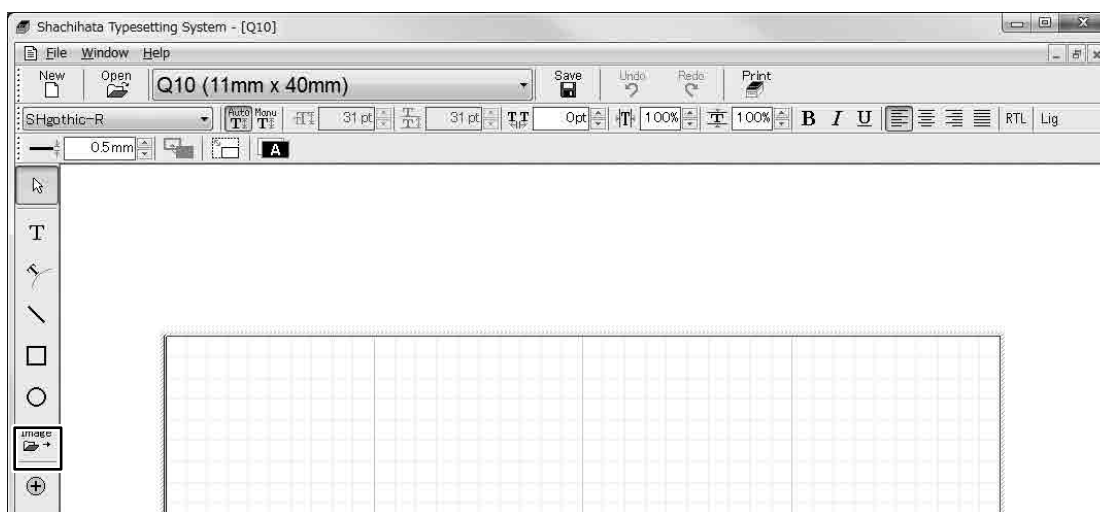 Shachihata Typesetting System - [Q10]
File Window Help
New Open Q10 (11mm x 40mm) Save Undo Redo Print
SHgothic-R Auto Manu 31 pt 31 pt 0pt 100% 100% B I U RTL Lig
0.5mm A
T
Image